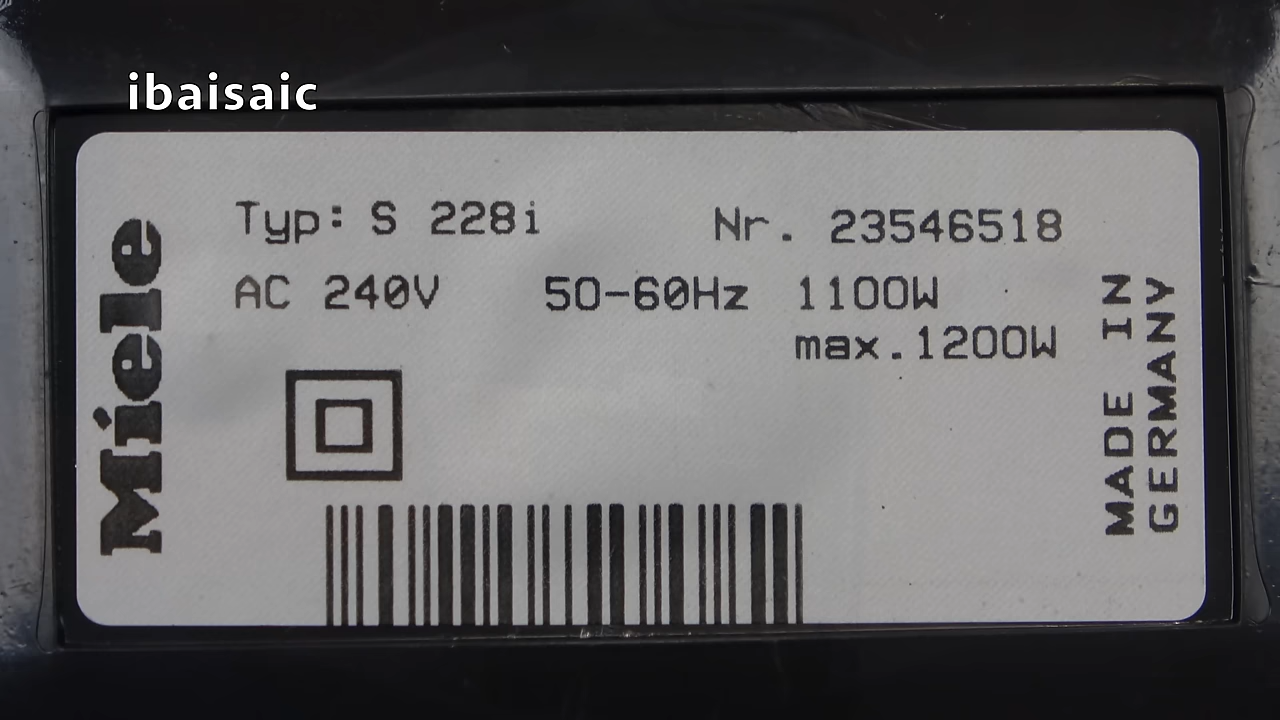 ibaisaic
Miele
Typ: S 228i
Nr. 23546518
AC 240V 50-60Hz 1100W
max.1200W
MADE IN
GERMANY